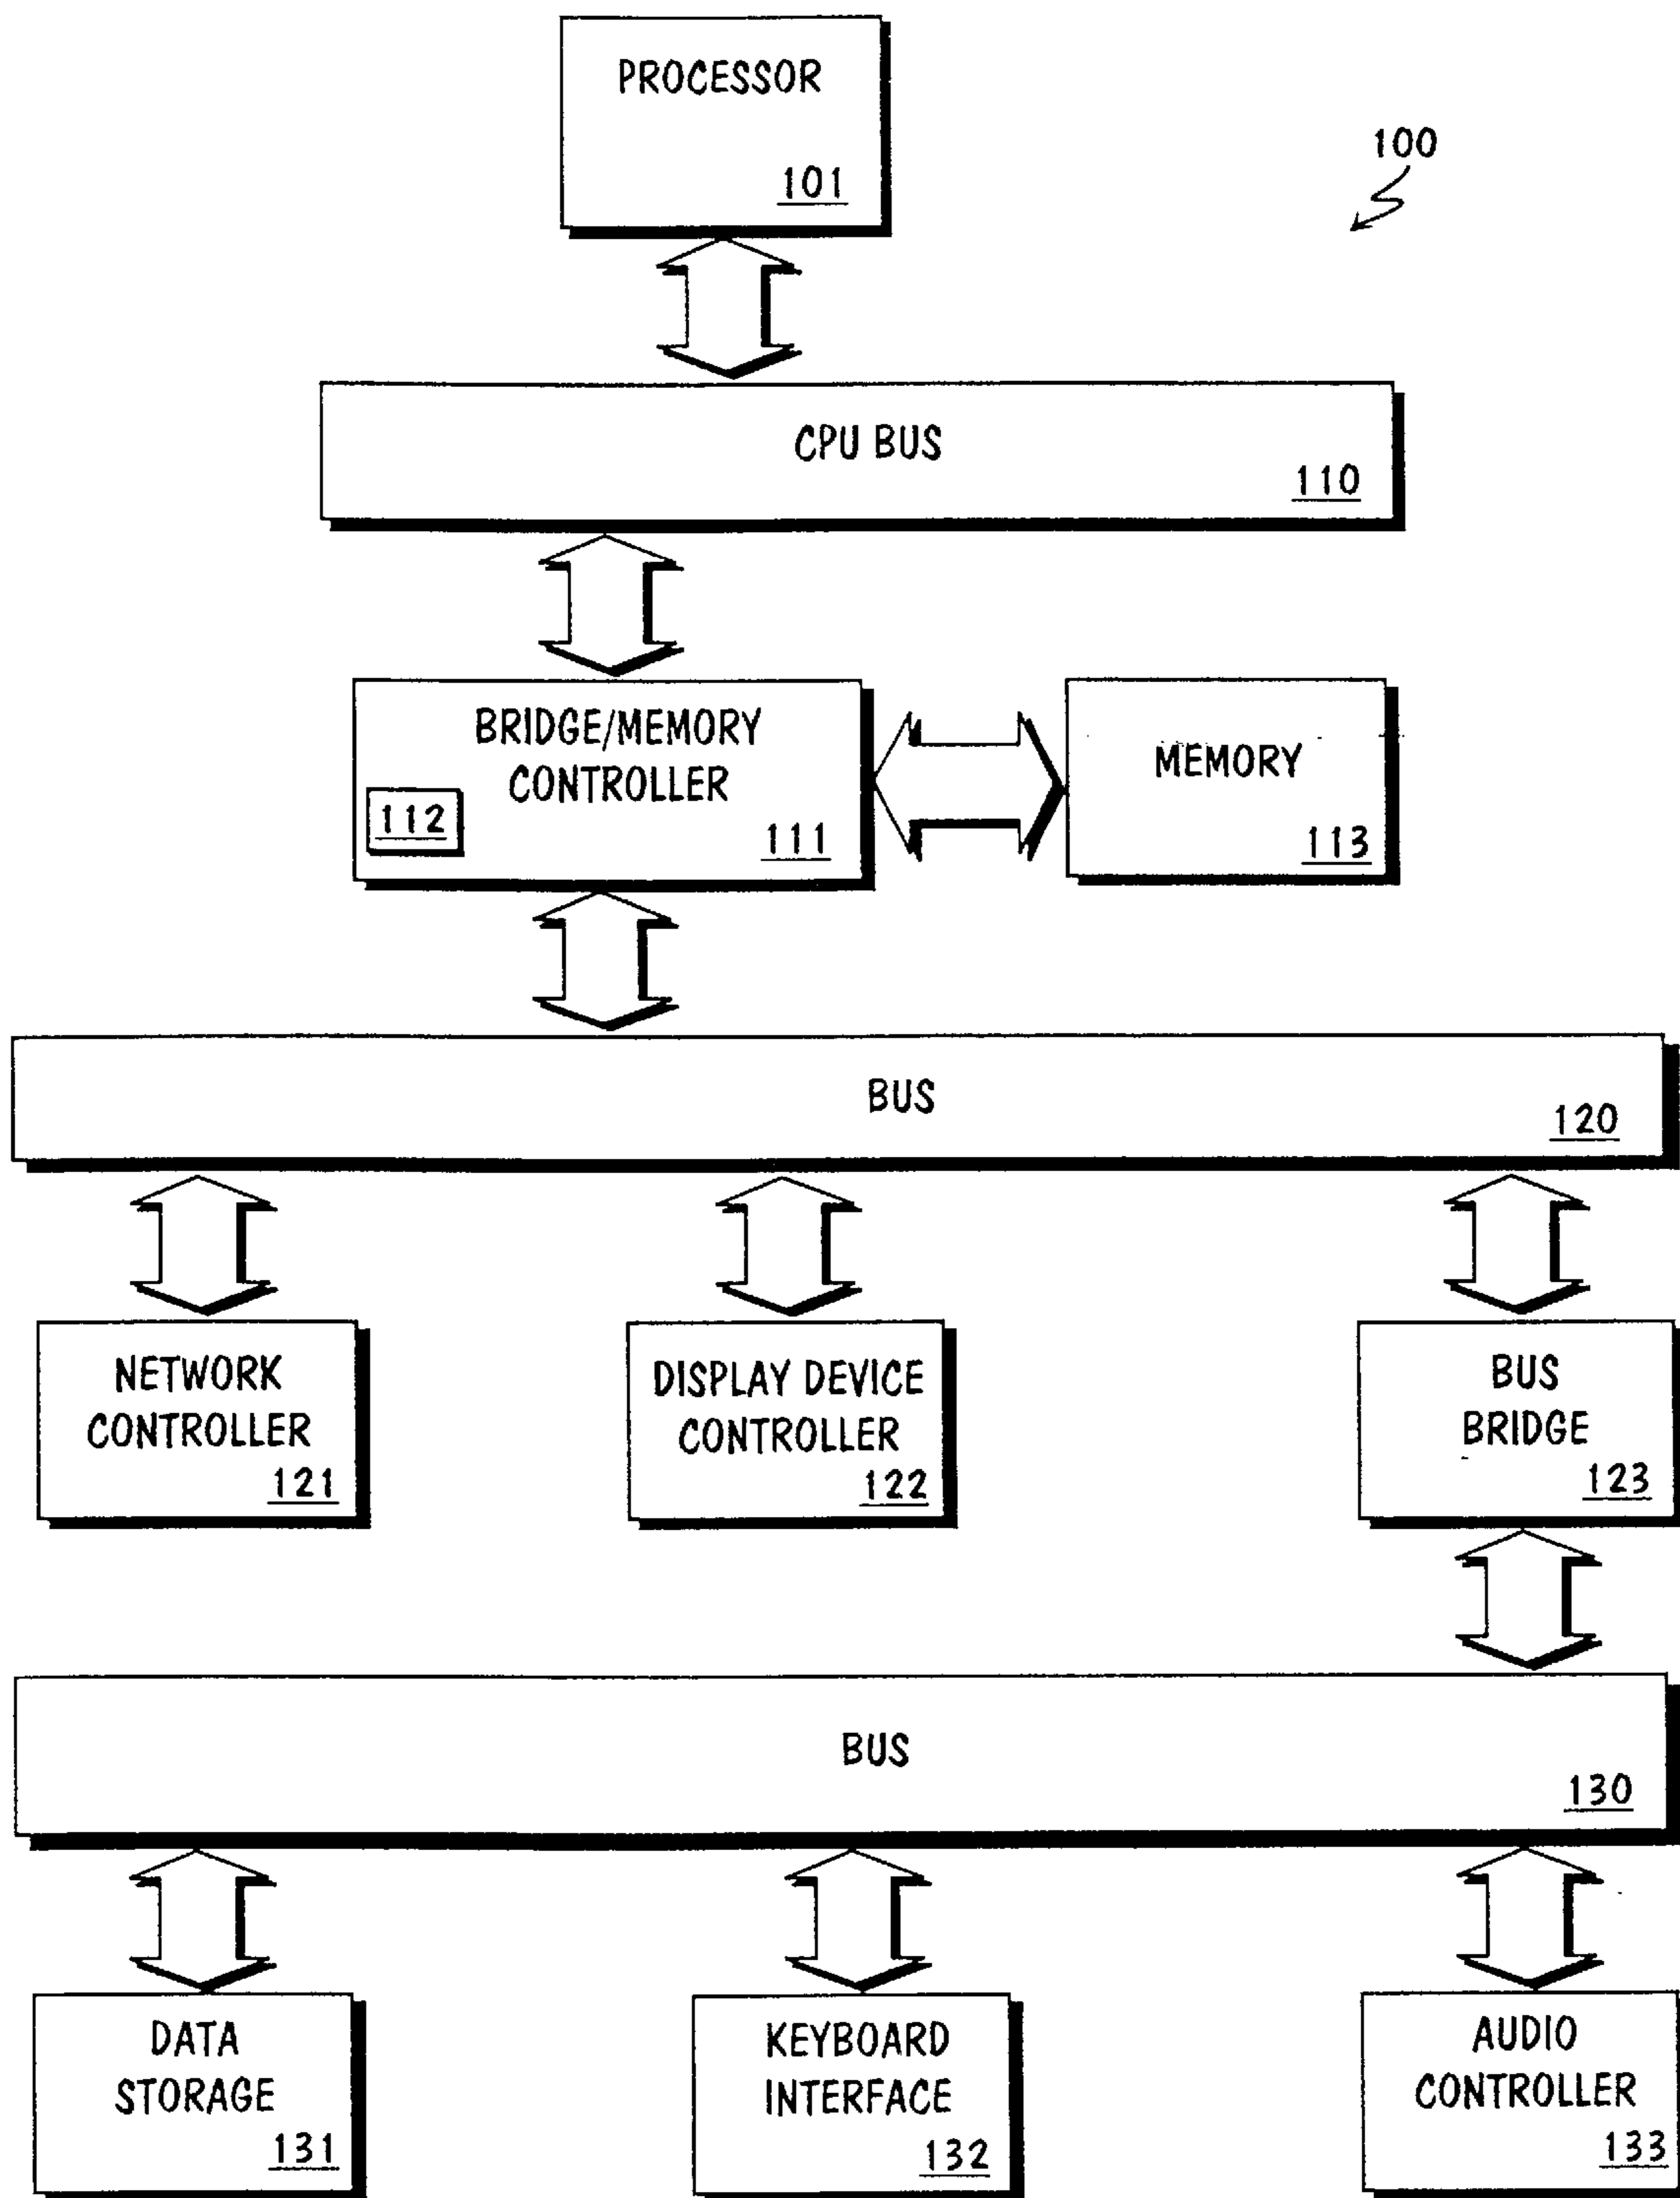 PROCESSOR
101
100
CPU BUS
110
BRIDGE/MEMORY
CONTROLLER
112
111
MEMORY
113
BUS
120
NETWORK
CONTROLLER
121
DISPLAY DEVICE
CONTROLLER
122
BUS
BRIDGE
123
BUS
130
DATA
STORAGE
131
KEYBOARD
INTERFACE
132
AUDIO
CONTROLLER
133